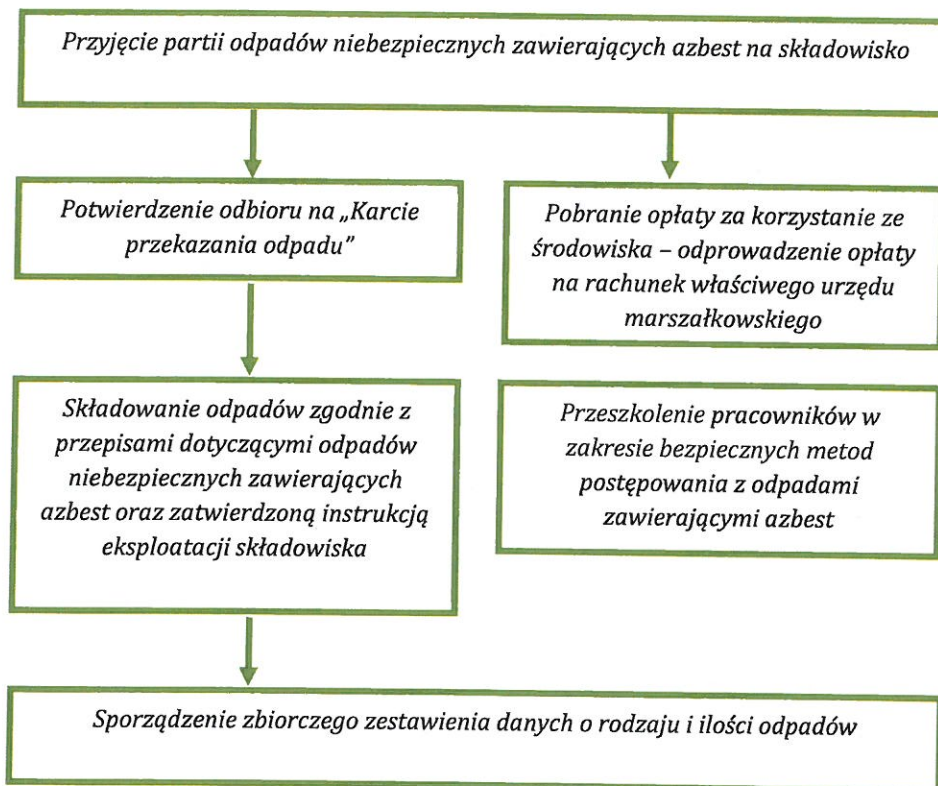 Przyjęcie partii odpadów niebezpiecznych zawierających azbest na składowisko
Potwierdzenie odbioru na „Karcie
przekazania odpadu”
Pobranie opłaty za korzystanie ze
środowiska – odprowadzenie opłaty
na rachunek właściwego urzędu
marszałkowskiego
Składowanie odpadów zgodnie z
przepisami dotyczącymi odpadów
niebezpiecznych zawierających
azbest oraz zatwierdzoną instrukcją
eksploatacji składowiska
Przeszkolenie pracowników w
zakresie bezpiecznych metod
postępowania z odpadami
zawierającymi azbest
Sporządzenie zbiorczego zestawienia danych o rodzaju i ilości odpadów